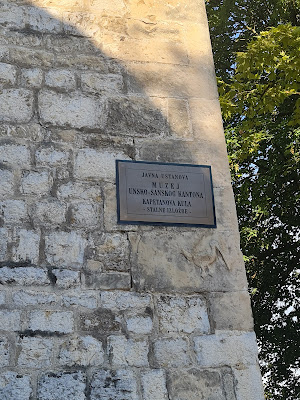 JAVNA USTANOVA
MUZEJ
UNSKO-SANSKOG KANTONA
KAPETANOVA KULA
- STALNE IZLOŽBE -